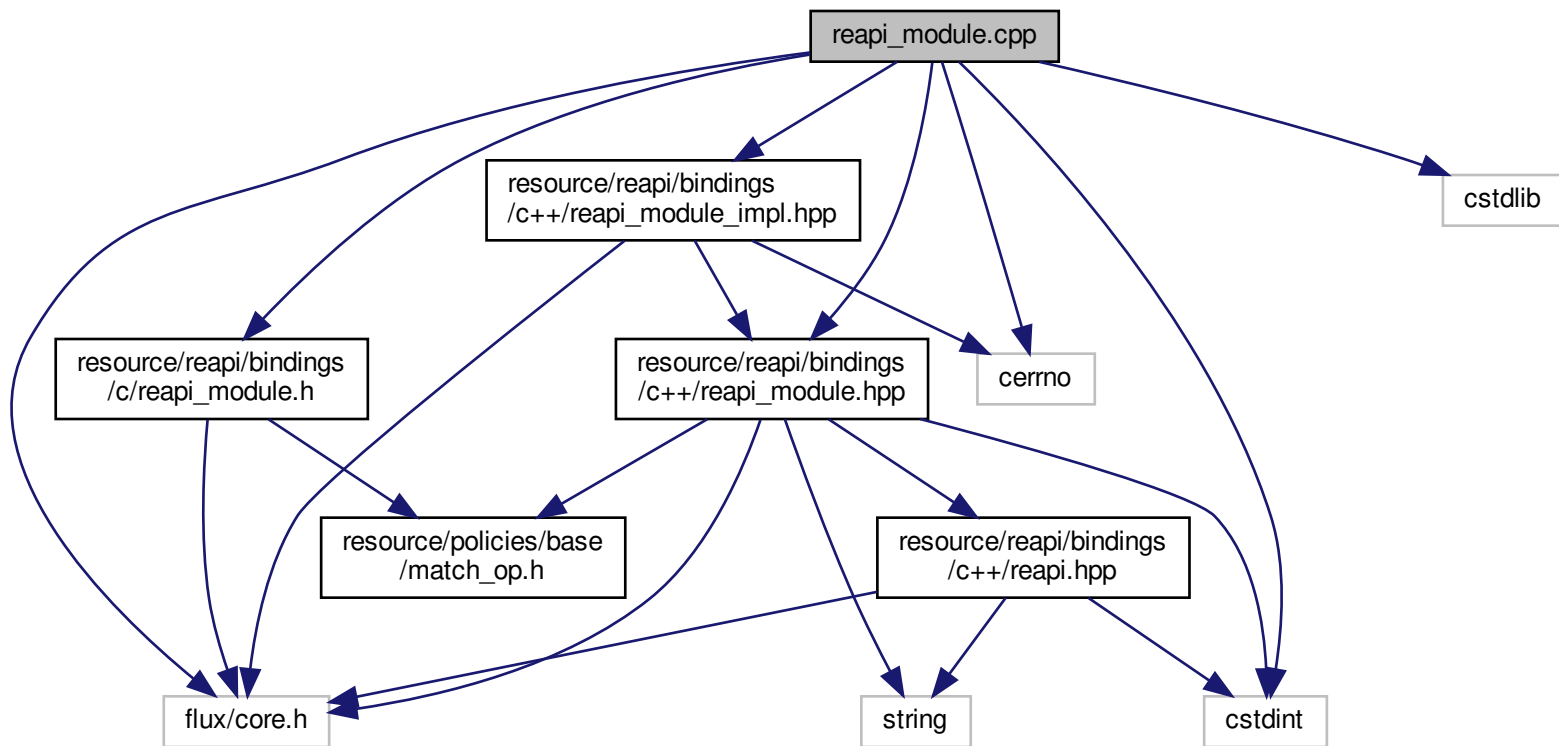 reapi_module.cpp
resource/reapi/bindings
/c++/reapi_module_impl.hpp
cstdlib
resource/reapi/bindings
/c/reapi_module.h
resource/reapi/bindings
/c++/reapi_module.hpp
cerrno
resource/policies/base
/match_op.h
resource/reapi/bindings
/c++/reapi.hpp
flux/core.h
string
cstdint